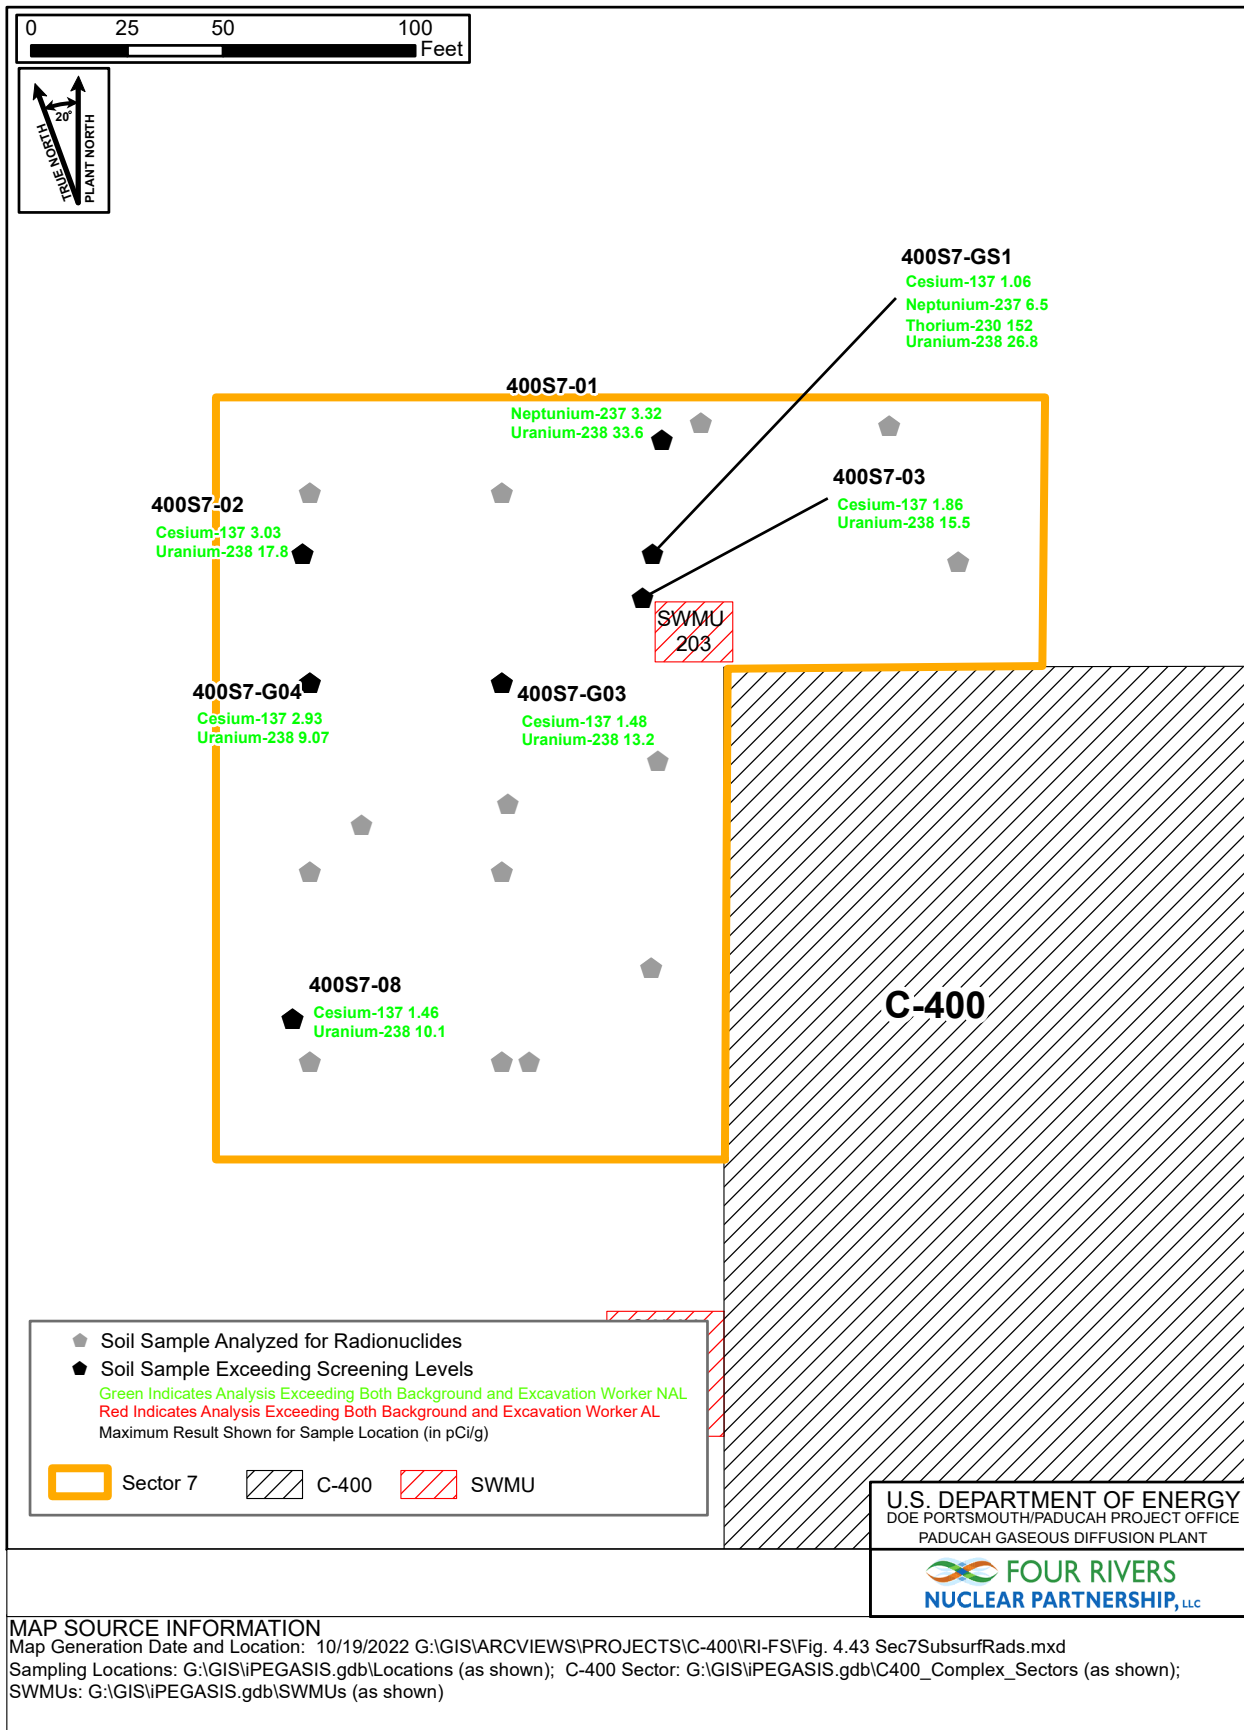 0 25 50 100
Feet
20°
TRUE NORTH
PLANT NORTH
400S7-GS1
Cesium-137 1.06
Neptunium-237 6.5
Thorium-230 152
Uranium-238 26.8
400S7-01
Neptunium-237 3.32
Uranium-238 33.6
400S7-03
Cesium-137 1.86
Uranium-238 15.5
400S7-02
Cesium-137 3.03
Uranium-238 17.8
SWMU
203
400S7-G04
Cesium-137 2.93
Uranium-238 9.07
400S7-G03
Cesium-137 1.48
Uranium-238 13.2
400S7-08
Cesium-137 1.46
Uranium-238 10.1
C-400
Soil Sample Analyzed for Radionuclides
Soil Sample Exceeding Screening Levels
Green Indicates Analysis Exceeding Both Background and Excavation Worker NAL
Red Indicates Analysis Exceeding Both Background and Excavation Worker AL
Maximum Result Shown for Sample Location (in pCi/g)
Sector 7 C-400 SWMU
U.S. DEPARTMENT OF ENERGY
DOE PORTSMOUTH/PADUCAH PROJECT OFFICE
PADUCAH GASEOUS DIFFUSION PLANT
FOUR RIVERS
NUCLEAR PARTNERSHIP, LLC
MAP SOURCE INFORMATION
Map Generation Date and Location: 10/19/2022 G:\GIS\ARCVIEWS\PROJECTS\C-400\RI-FS\Fig. 4.43 Sec7SubsurfRads.mxd
Sampling Locations: G:\GIS\iPEGASIS.gdb\Locations (as shown); C-400 Sector: G:\GIS\iPEGASIS.gdb\C400_Complex_Sectors (as shown);
SWMUs: G:\GIS\iPEGASIS.gdb\SWMUs (as shown)